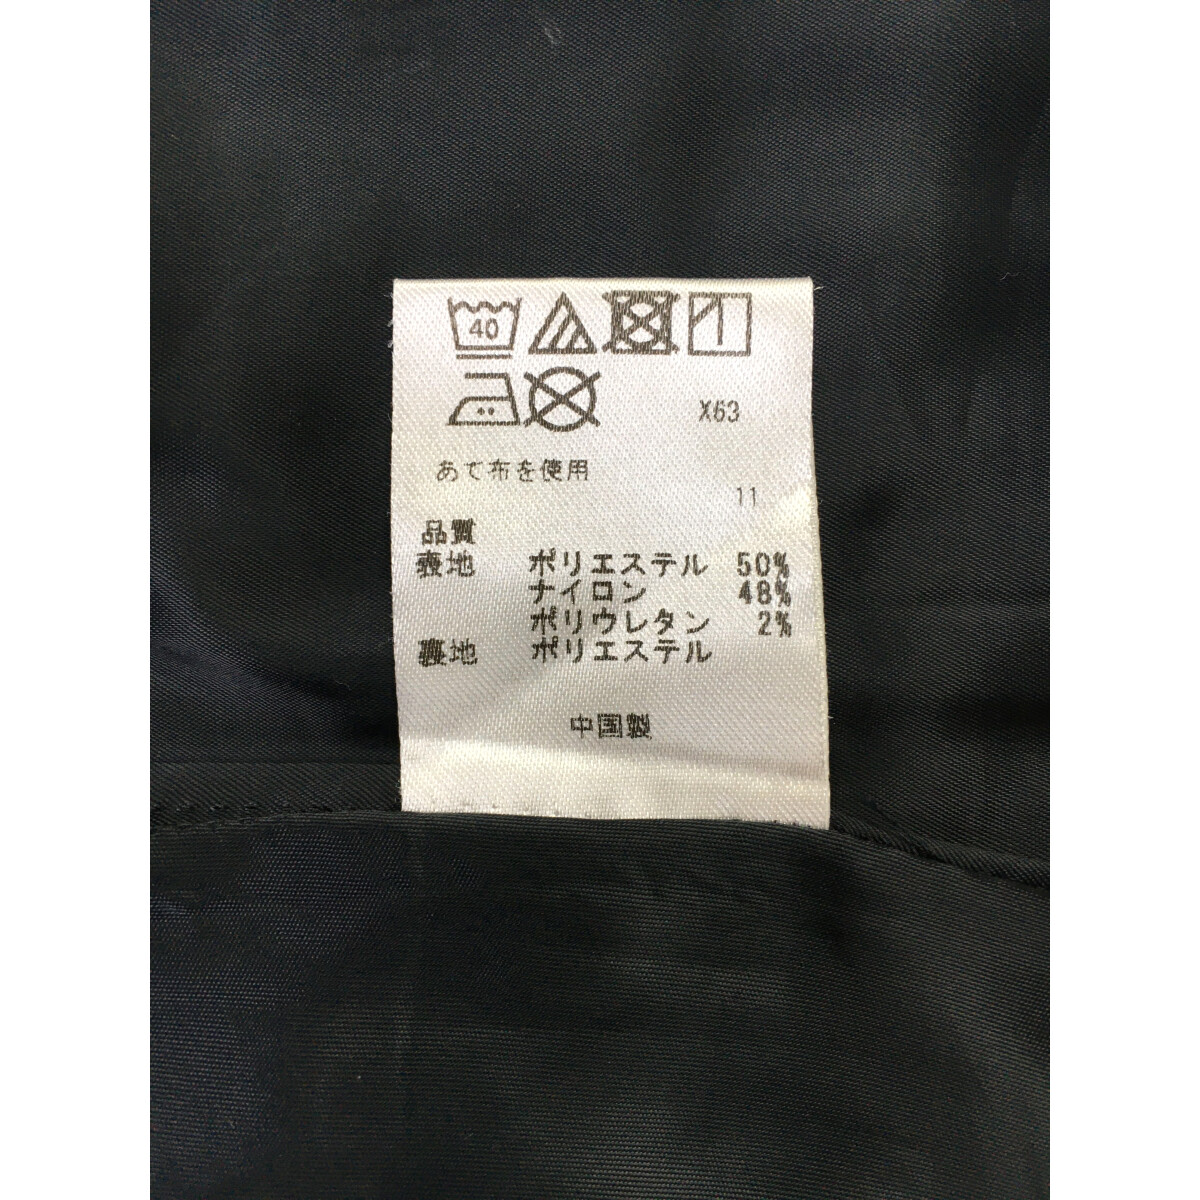 40
X63
あて布を使用
11
品質
表地 ポリエステル 50%
ナイロン 48%
ポリウレタン 2%
裏地 ポリエステル
中国製